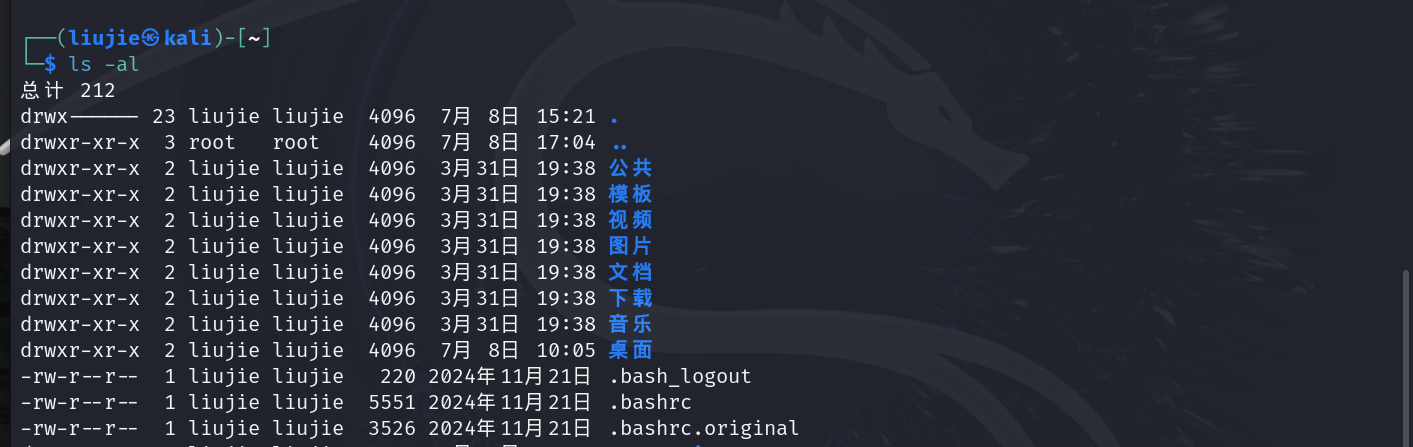 ┌──(liujie㉿kali)-[~]
└─$ ls -al
总计 212
drwx------ 23 liujie liujie  4096  7月  8日 15:21 .
drwxr-xr-x  3 root   root    4096  7月  8日 17:04 ..
drwxr-xr-x  2 liujie liujie  4096  3月31日 19:38 公共
drwxr-xr-x  2 liujie liujie  4096  3月31日 19:38 模板
drwxr-xr-x  2 liujie liujie  4096  3月31日 19:38 视频
drwxr-xr-x  2 liujie liujie  4096  3月31日 19:38 图片
drwxr-xr-x  2 liujie liujie  4096  3月31日 19:38 文档
drwxr-xr-x  2 liujie liujie  4096  3月31日 19:38 下载
drwxr-xr-x  2 liujie liujie  4096  3月31日 19:38 音乐
drwxr-xr-x  2 liujie liujie  4096  7月  8日 10:05 桌面
-rw-r--r--  1 liujie liujie   220 2024年11月21日 .bash_logout
-rw-r--r--  1 liujie liujie  5551 2024年11月21日 .bashrc
-rw-r--r--  1 liujie liujie  3526 2024年11月21日 .bashrc.original